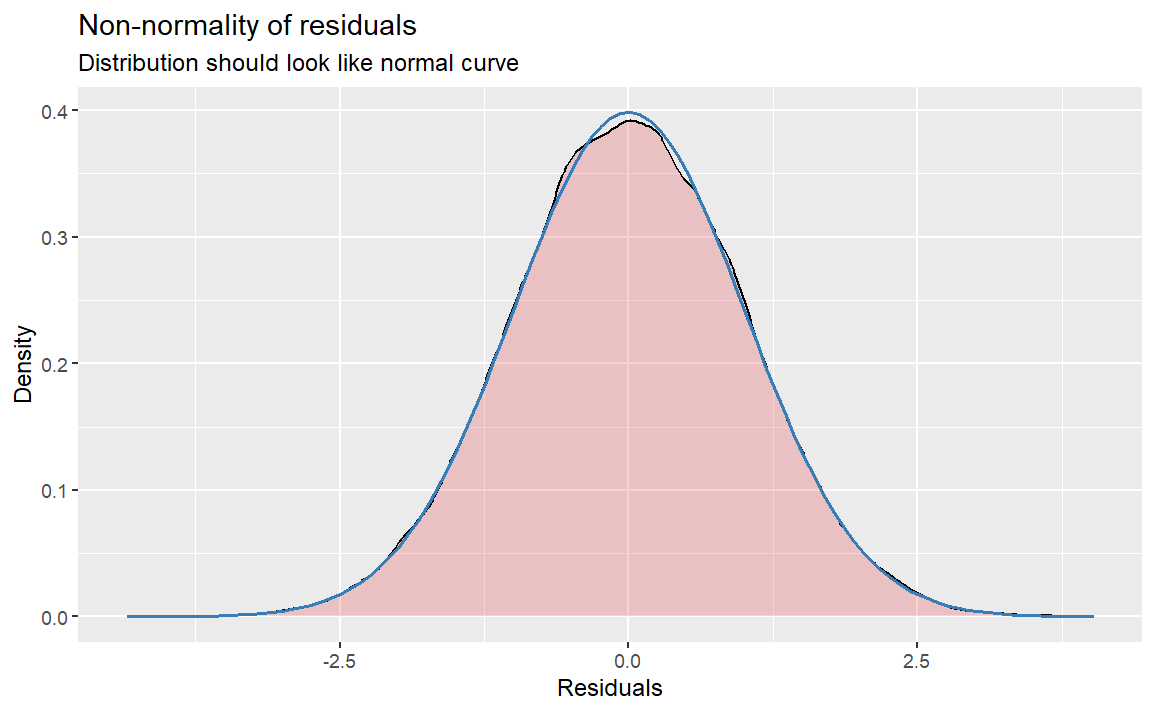 Non-normality of residuals
Distribution should look like normal curve
0.4
0.3
0.2
0.1
0.0
Density
-2.5
0.0
2.5
Residuals